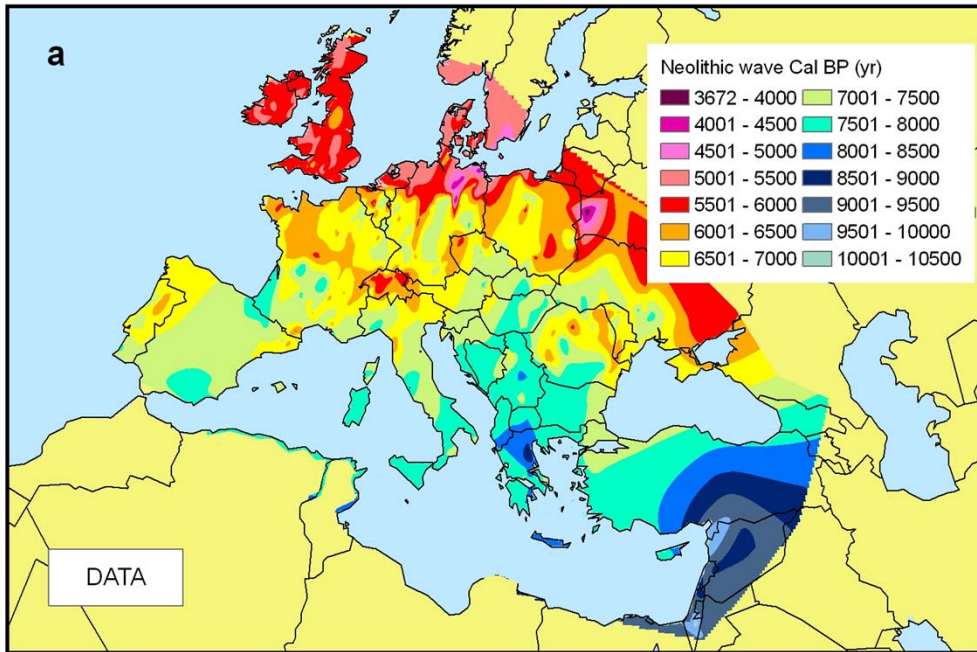 a
Neolithic wave Cal BP (yr)
3672 - 4000 7001 - 7500
4001 - 4500 7501 - 8000
4501 - 5000 8001 - 8500
5001 - 5500 8501 - 9000
5501 - 6000 9001 - 9500
6001 - 6500 9501 - 10000
6501 - 7000 10001 - 10500
DATA